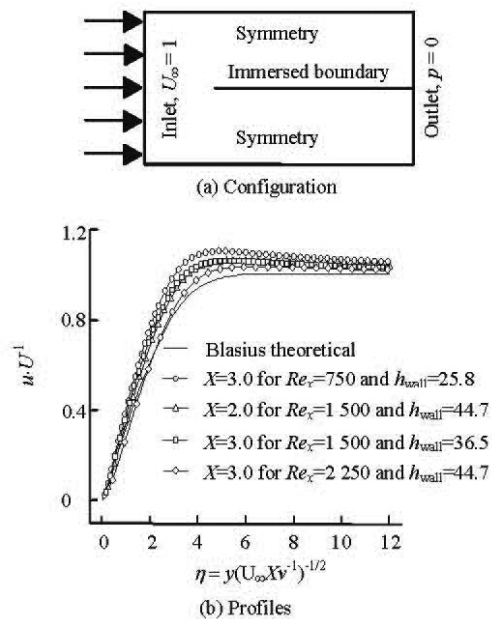 Symmetry
Inlet, U∞ = 1
Immersed boundary
Outlet, p = 0
Symmetry
(a) Configuration
1.2
0.8
0.4
0
u·U¹
Blasius theoretical
X=3.0 for Reₓ=750 and h_wall=25.8
X=2.0 for Reₓ=1 500 and h_wall=44.7
X=3.0 for Reₓ=1 500 and h_wall=36.5
X=3.0 for Reₓ=2 250 and h_wall=44.7
0 2 4 6 8 10 12
η = y(U∞Xv⁻¹)⁻¹/²
(b) Profiles